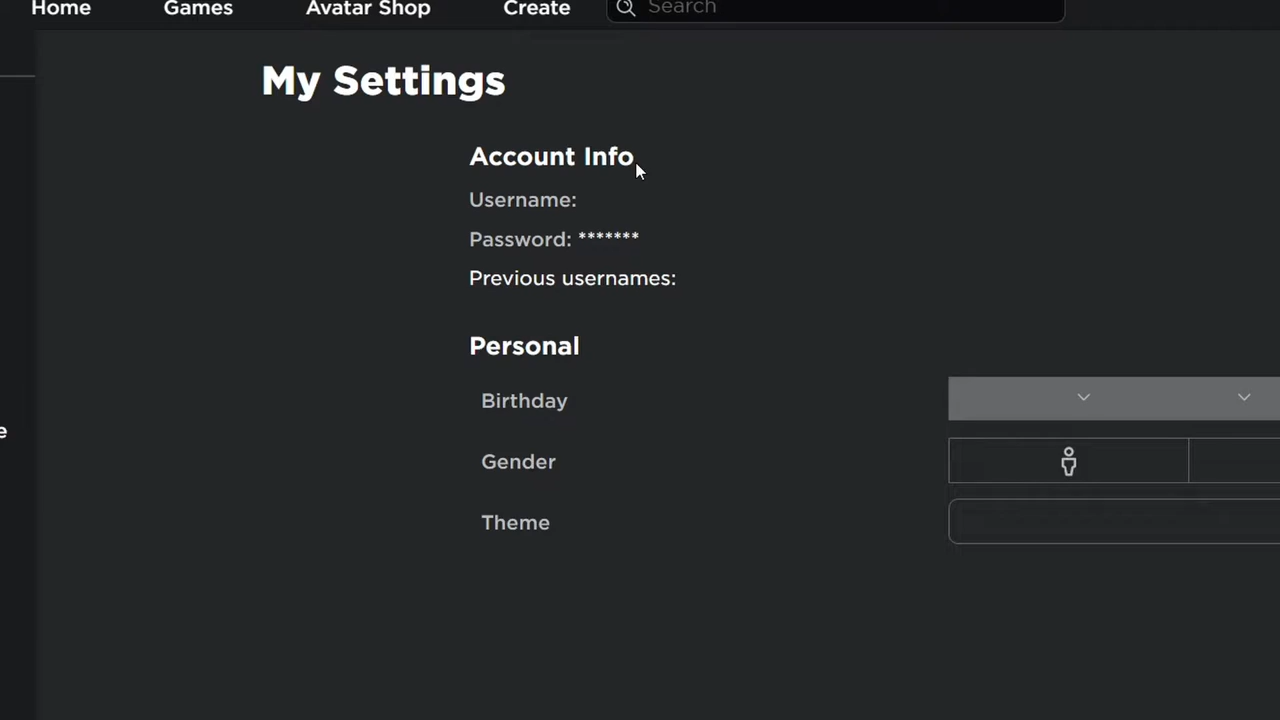 Home Games Avatar Shop Create Search
My Settings
Account Info
Username:
Password: *******
Previous usernames:
Personal
Birthday
e
Gender
Theme